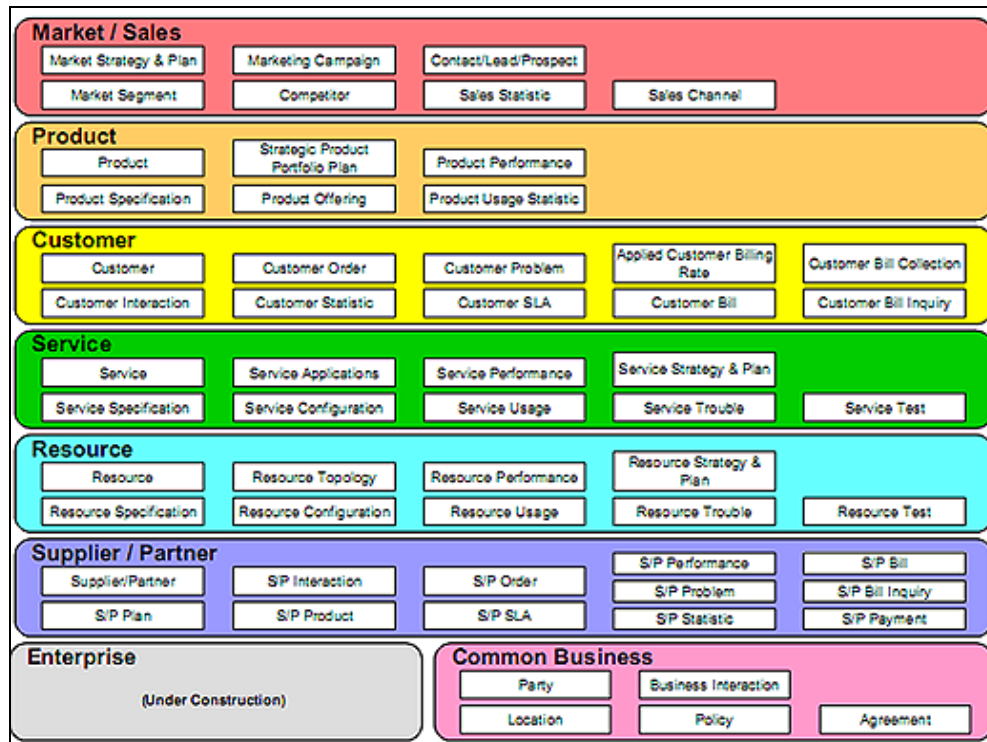 Market / Sales
Market Strategy & Plan
Marketing Campaign
Contact/Lead/Prospect
Market Segment
Competitor
Sales Statistic
Sales Channel
Product
Product
Strategic Product
Portfolio Plan
Product Performance
Product Specification
Product Offering
Product Usage Statistic
Customer
Customer
Customer Order
Customer Problem
Applied Customer Billing
Rate
Customer Bill Collection
Customer Interaction
Customer Statistic
Customer SLA
Customer Bill
Customer Bill Inquiry
Service
Service
Service Applications
Service Performance
Service Strategy & Plan
Service Specification
Service Configuration
Service Usage
Service Trouble
Service Test
Resource
Resource
Resource Topology
Resource Performance
Resource Strategy &
Plan
Resource Specification
Resource Configuration
Resource Usage
Resource Trouble
Resource Test
Supplier / Partner
Supplier/Partner
S/P Interaction
S/P Order
S/P Performance
S/P Bill
S/P Problem
S/P Bill Inquiry
S/P Plan
S/P Product
S/P SLA
S/P Statistic
S/P Payment
Enterprise
(Under Construction)
Common Business
Party
Business Interaction
Location
Policy
Agreement